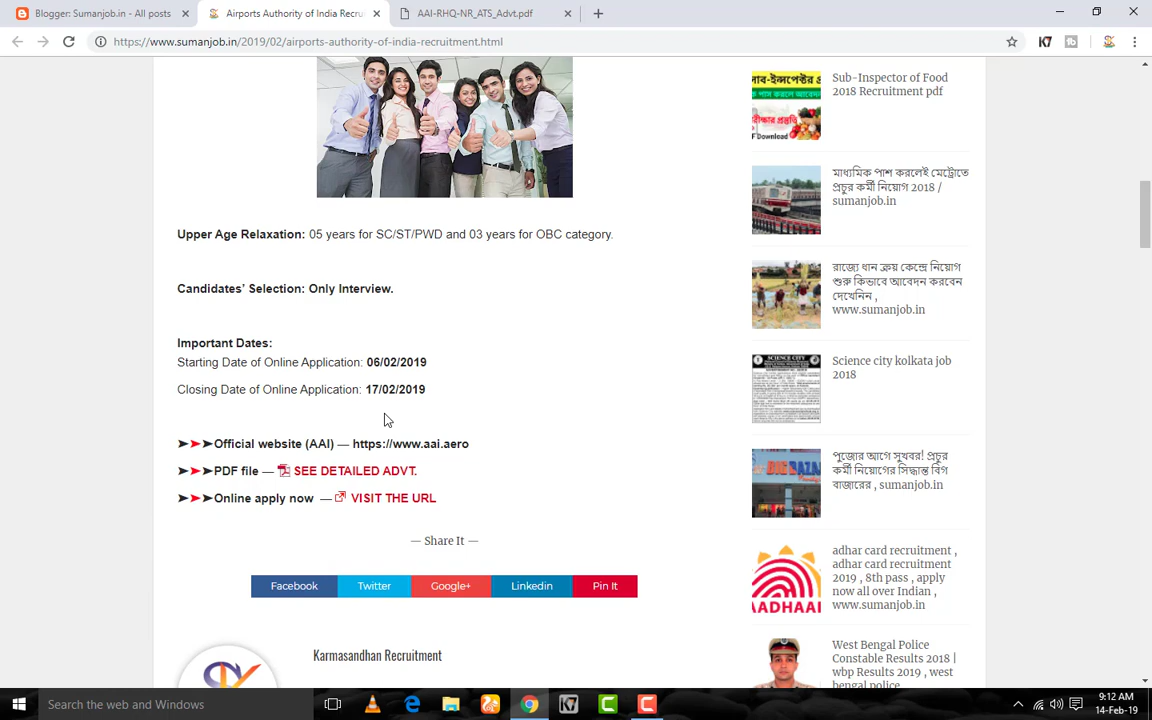 Blogger: Sumanjob.in - All posts
Airports Authority of India Recru
AAI-RHQ-NR_ATS_Advt.pdf
https://www.sumanjob.in/2019/02/airports-authority-of-india-recruitment.html
Upper Age Relaxation: 05 years for SC/ST/PWD and 03 years for OBC category.
Candidates' Selection: Only Interview.
Important Dates:
Starting Date of Online Application: 06/02/2019
Closing Date of Online Application: 17/02/2019
➤➤➤Official website (AAI) — https://www.aai.aero
➤➤➤PDF file — SEE DETAILED ADVT.
➤➤➤Online apply now — VISIT THE URL
— Share It —
Facebook Twitter Google+ Linkedin Pin It
Karmasandhan Recruitment
Sub-Inspector of Food
2018 Recruitment pdf
মাধ্যমিক পাশ করলেই মেট্রোতে
প্রচুর কর্মী নিয়োগ 2018 /
sumanjob.in
রাজ্যে ধান ক্রয় কেন্দ্রে নিয়োগ
শুরু কিভাবে আবেদন করবেন
দেখেনিন ,
www.sumanjob.in
SCIENCE CITY
Science city kolkata job
2018
পুজোর আগে সুখবর! প্রচুর
কর্মী নিয়োগের সিদ্ধান্ত বিগ
বাজারের , sumanjob.in
AADHAAR
adhar card recruitment ,
adhar card recruitment
2019 , 8th pass , apply
now all over Indian ,
www.sumanjob.in
West Bengal Police
Constable Results 2018 |
wbp Results 2019 , west
bengal police
Search the web and Windows
9:12 AM
14-Feb-19